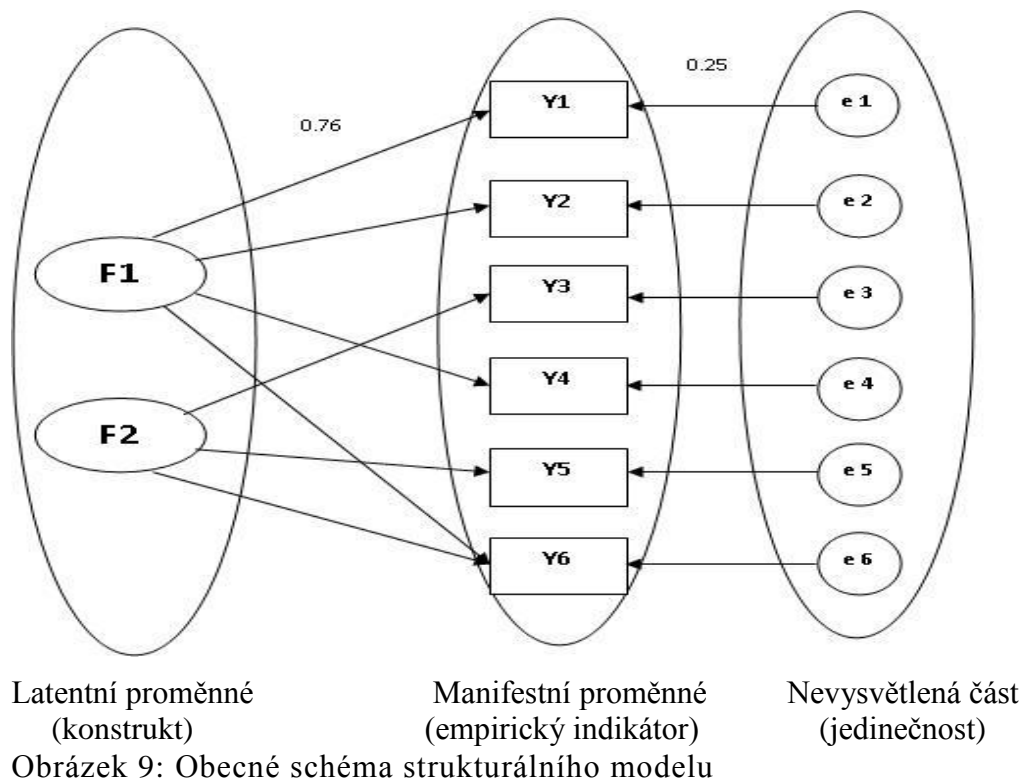 0.25
Y1
e 1
0.76
Y2
e 2
F1
Y3
e 3
Y4
e 4
F2
Y5
e 5
Y6
e 6
Latentní proměnné Manifestní proměnné Nevysvětlená část
(konstrukt) (empirický indikátor) (jedinečnost)
Obrázek 9: Obecné schéma strukturálního modelu